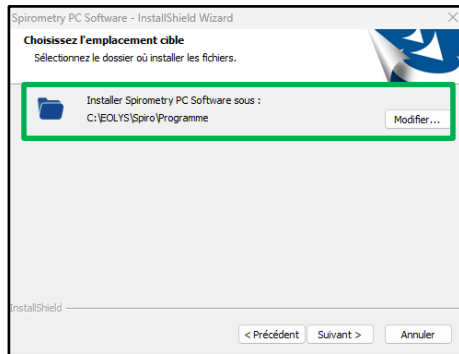 Spirometry PC Software - InstallShield Wizard
Choisissez l'emplacement cible
Sélectionnez le dossier où installer les fichiers.
Installer Spirometry PC Software sous :
C:\EOLYS\Spiro\Programme
Modifier...
InstallShield
< Précédent
Suivant >
Annuler